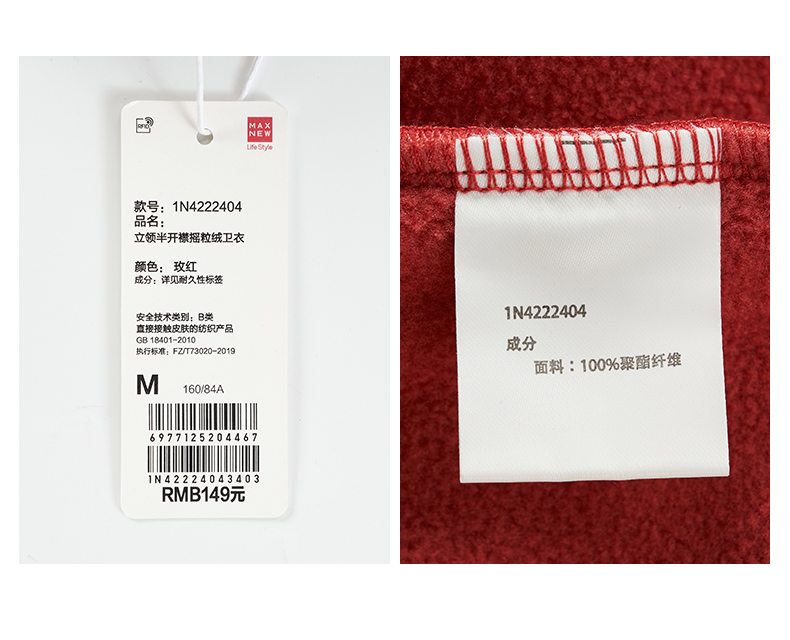 RFID
MAX
NEW
Life Style
款号：1N4222404
品名：
立领半开襟摇粒绒卫衣
颜色： 玫红
成分：详见耐久性标签
安全技术类别：B类
直接接触皮肤的纺织产品
GB 18401-2010
执行标准：FZ/T73020-2019
M 160/84A
6977125204467
1N42224043403
RMB149元
1N4222404
成分
面料：100%聚酯纤维